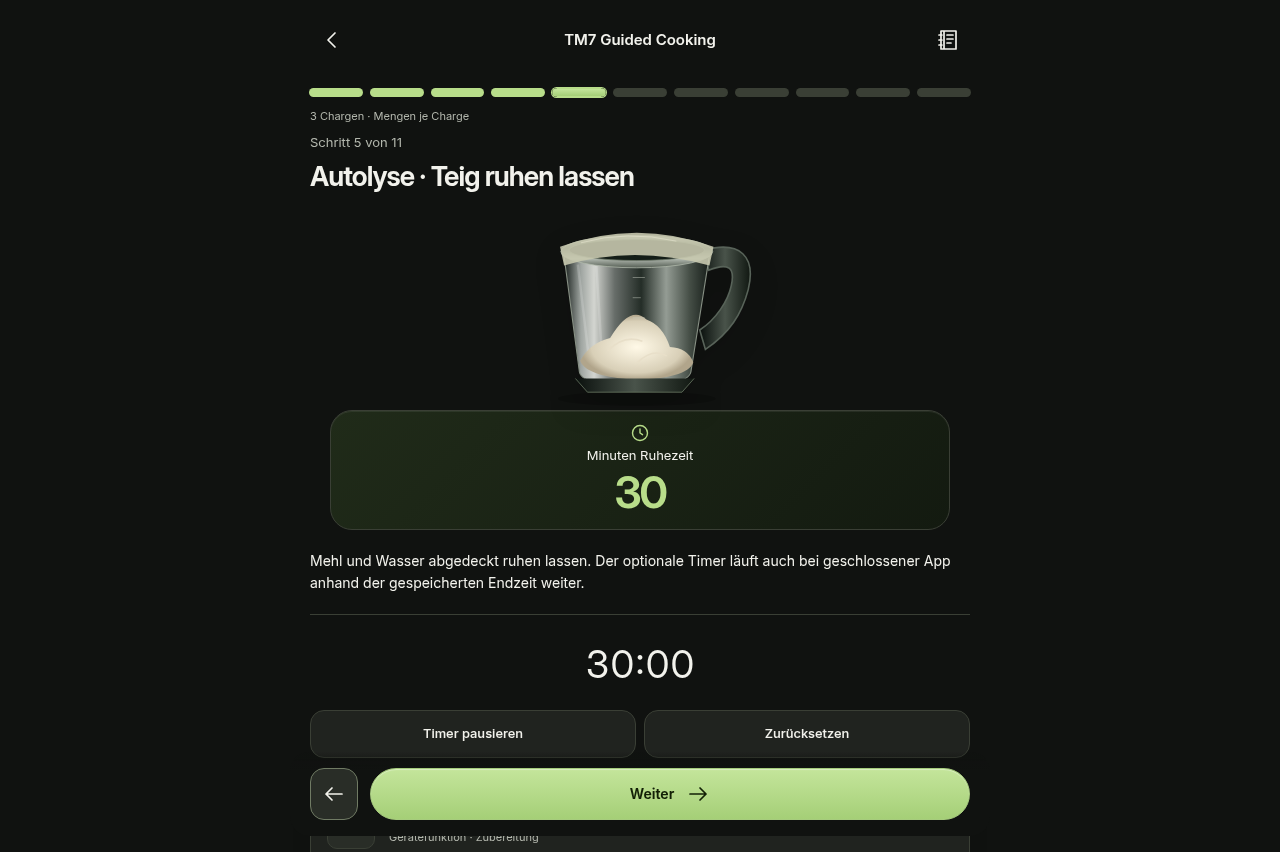 TM7 Guided Cooking
3 Chargen · Mengen je Charge
Schritt 5 von 11
Autolyse · Teig ruhen lassen
Minuten Ruhezeit
30
Mehl und Wasser abgedeckt ruhen lassen. Der optionale Timer läuft auch bei geschlossener App
anhand der gespeicherten Endzeit weiter.
30:00
Timer pausieren
Zurücksetzen
Weiter
Gerätefunktion · Zubereitung